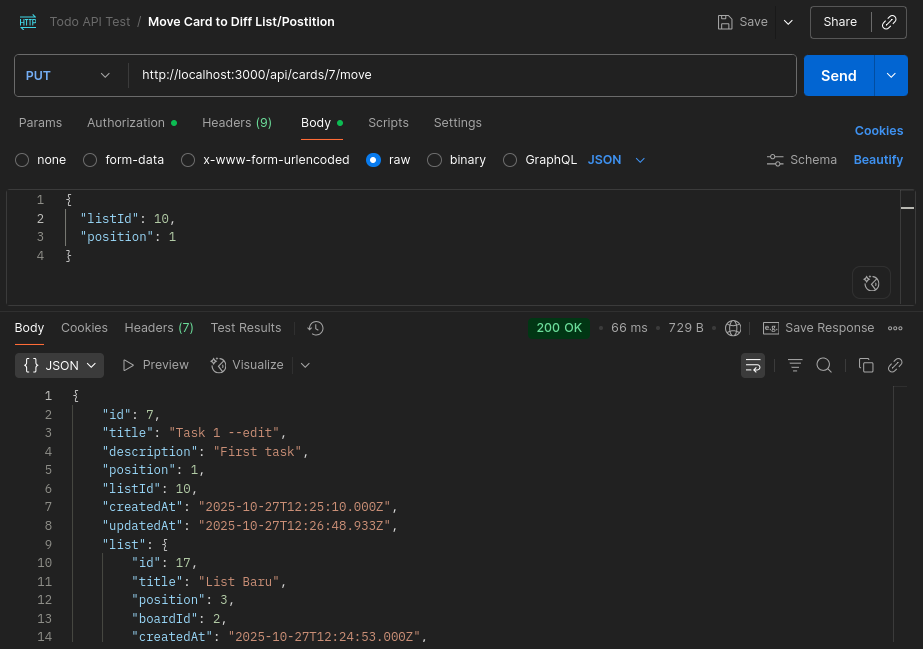 HTTP Todo API Test / Move Card to Diff List/Postition Save Share
PUT http://localhost:3000/api/cards/7/move Send
Params Authorization Headers (9) Body Scripts Settings Cookies
none form-data x-www-form-urlencoded raw binary GraphQL JSON Schema Beautify
1 {
2 "listId": 10,
3 "position": 1
4 }
Body Cookies Headers (7) Test Results 200 OK • 66 ms • 729 B • e.g. Save Response
{} JSON Preview Visualize
1 {
2 "id": 7,
3 "title": "Task 1 --edit",
4 "description": "First task",
5 "position": 1,
6 "listId": 10,
7 "createdAt": "2025-10-27T12:25:10.000Z",
8 "updatedAt": "2025-10-27T12:26:48.933Z",
9 "list": {
10 "id": 17,
11 "title": "List Baru",
12 "position": 3,
13 "boardId": 2,
14 "createdAt": "2025-10-27T12:24:53.000Z",